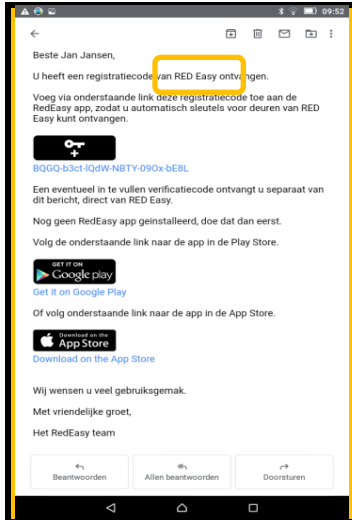 09:52
Beste Jan Jansen,
U heeft een registratiecode van RED Easy ontvangen.
Voeg via onderstaande link deze registratiecode toe aan de
RedEasy app, zodat u automatisch sleutels voor deuren van RED
Easy kunt ontvangen.
BQGQ-b3ct-lQdW-NBTY-09Ox-bE8L
Een eventueel in te vullen verificatiecode ontvangt u separaat van
dit bericht, direct van RED Easy.
Nog geen RedEasy app geinstalleerd, doe dat dan eerst.
Volg de onderstaande link naar de app in de Play Store.
GET IT ON
Google play
Get it on Google Play
Of volg onderstaande link naar de app in de App Store.
Download on the
App Store
Download on the App Store
Wij wensen u veel gebruiksgemak.
Met vriendelijke groet,
Het RedEasy team
Beantwoorden
Allen beantwoorden
Doorsturen